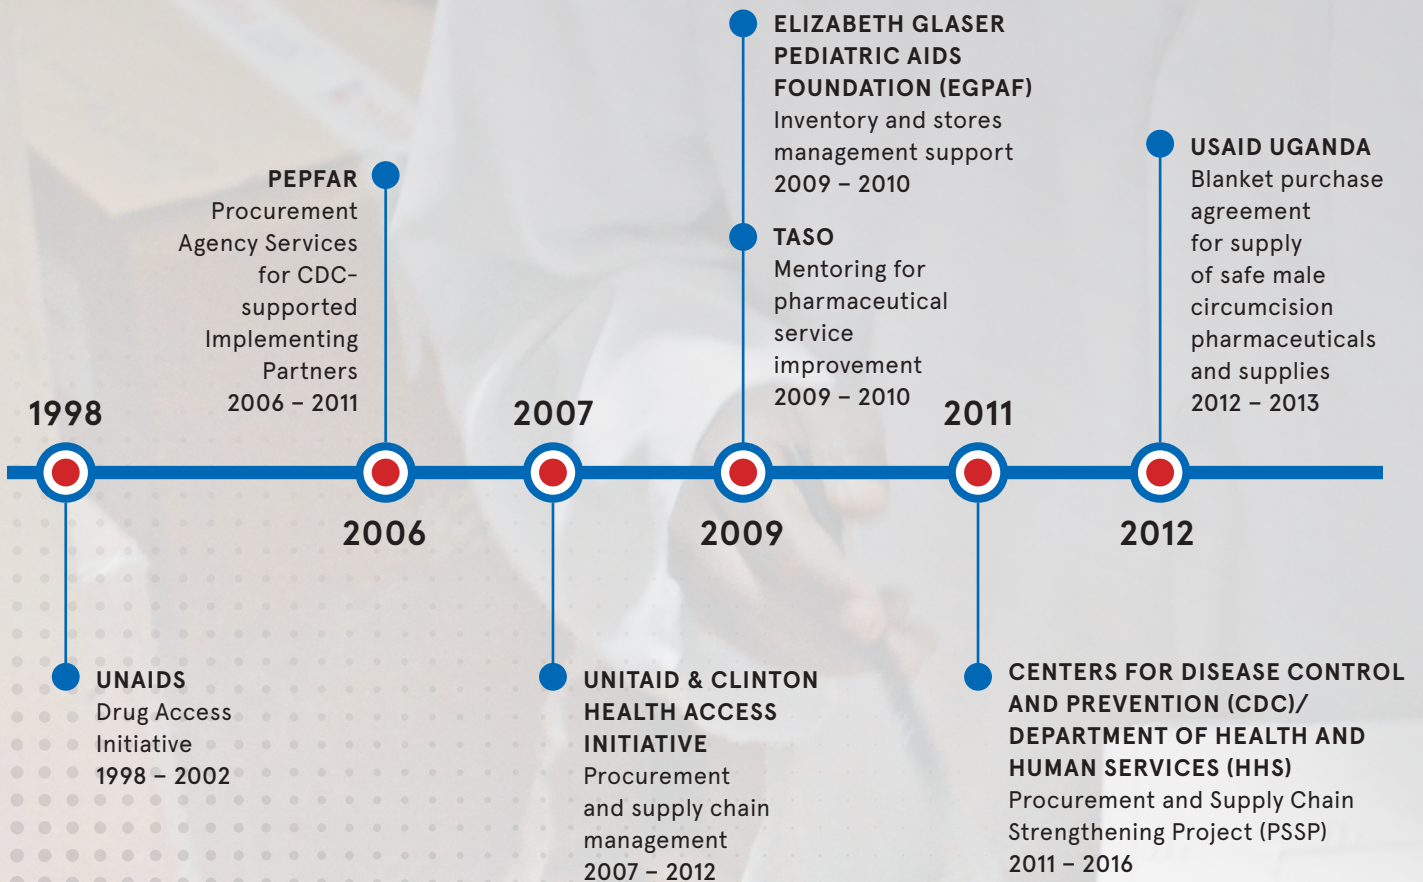 1998
UNAIDS
Drug Access
Initiative
1998 – 2002
PEPFAR
Procurement
Agency Services
for CDC-
supported
Implementing
Partners
2006 – 2011
2006
2007
UNITAID & CLINTON
HEALTH ACCESS
INITIATIVE
Procurement
and supply chain
management
2007 – 2012
ELIZABETH GLASER
PEDIATRIC AIDS
FOUNDATION (EGPAF)
Inventory and stores
management support
2009 – 2010
TASO
Mentoring for
pharmaceutical
service
improvement
2009 – 2010
2009
2011
CENTERS FOR DISEASE CONTROL
AND PREVENTION (CDC)/
DEPARTMENT OF HEALTH AND
HUMAN SERVICES (HHS)
Procurement and Supply Chain
Strengthening Project (PSSP)
2011 – 2016
USAID UGANDA
Blanket purchase
agreement
for supply
of safe male
circumcision
pharmaceuticals
and supplies
2012 – 2013
2012